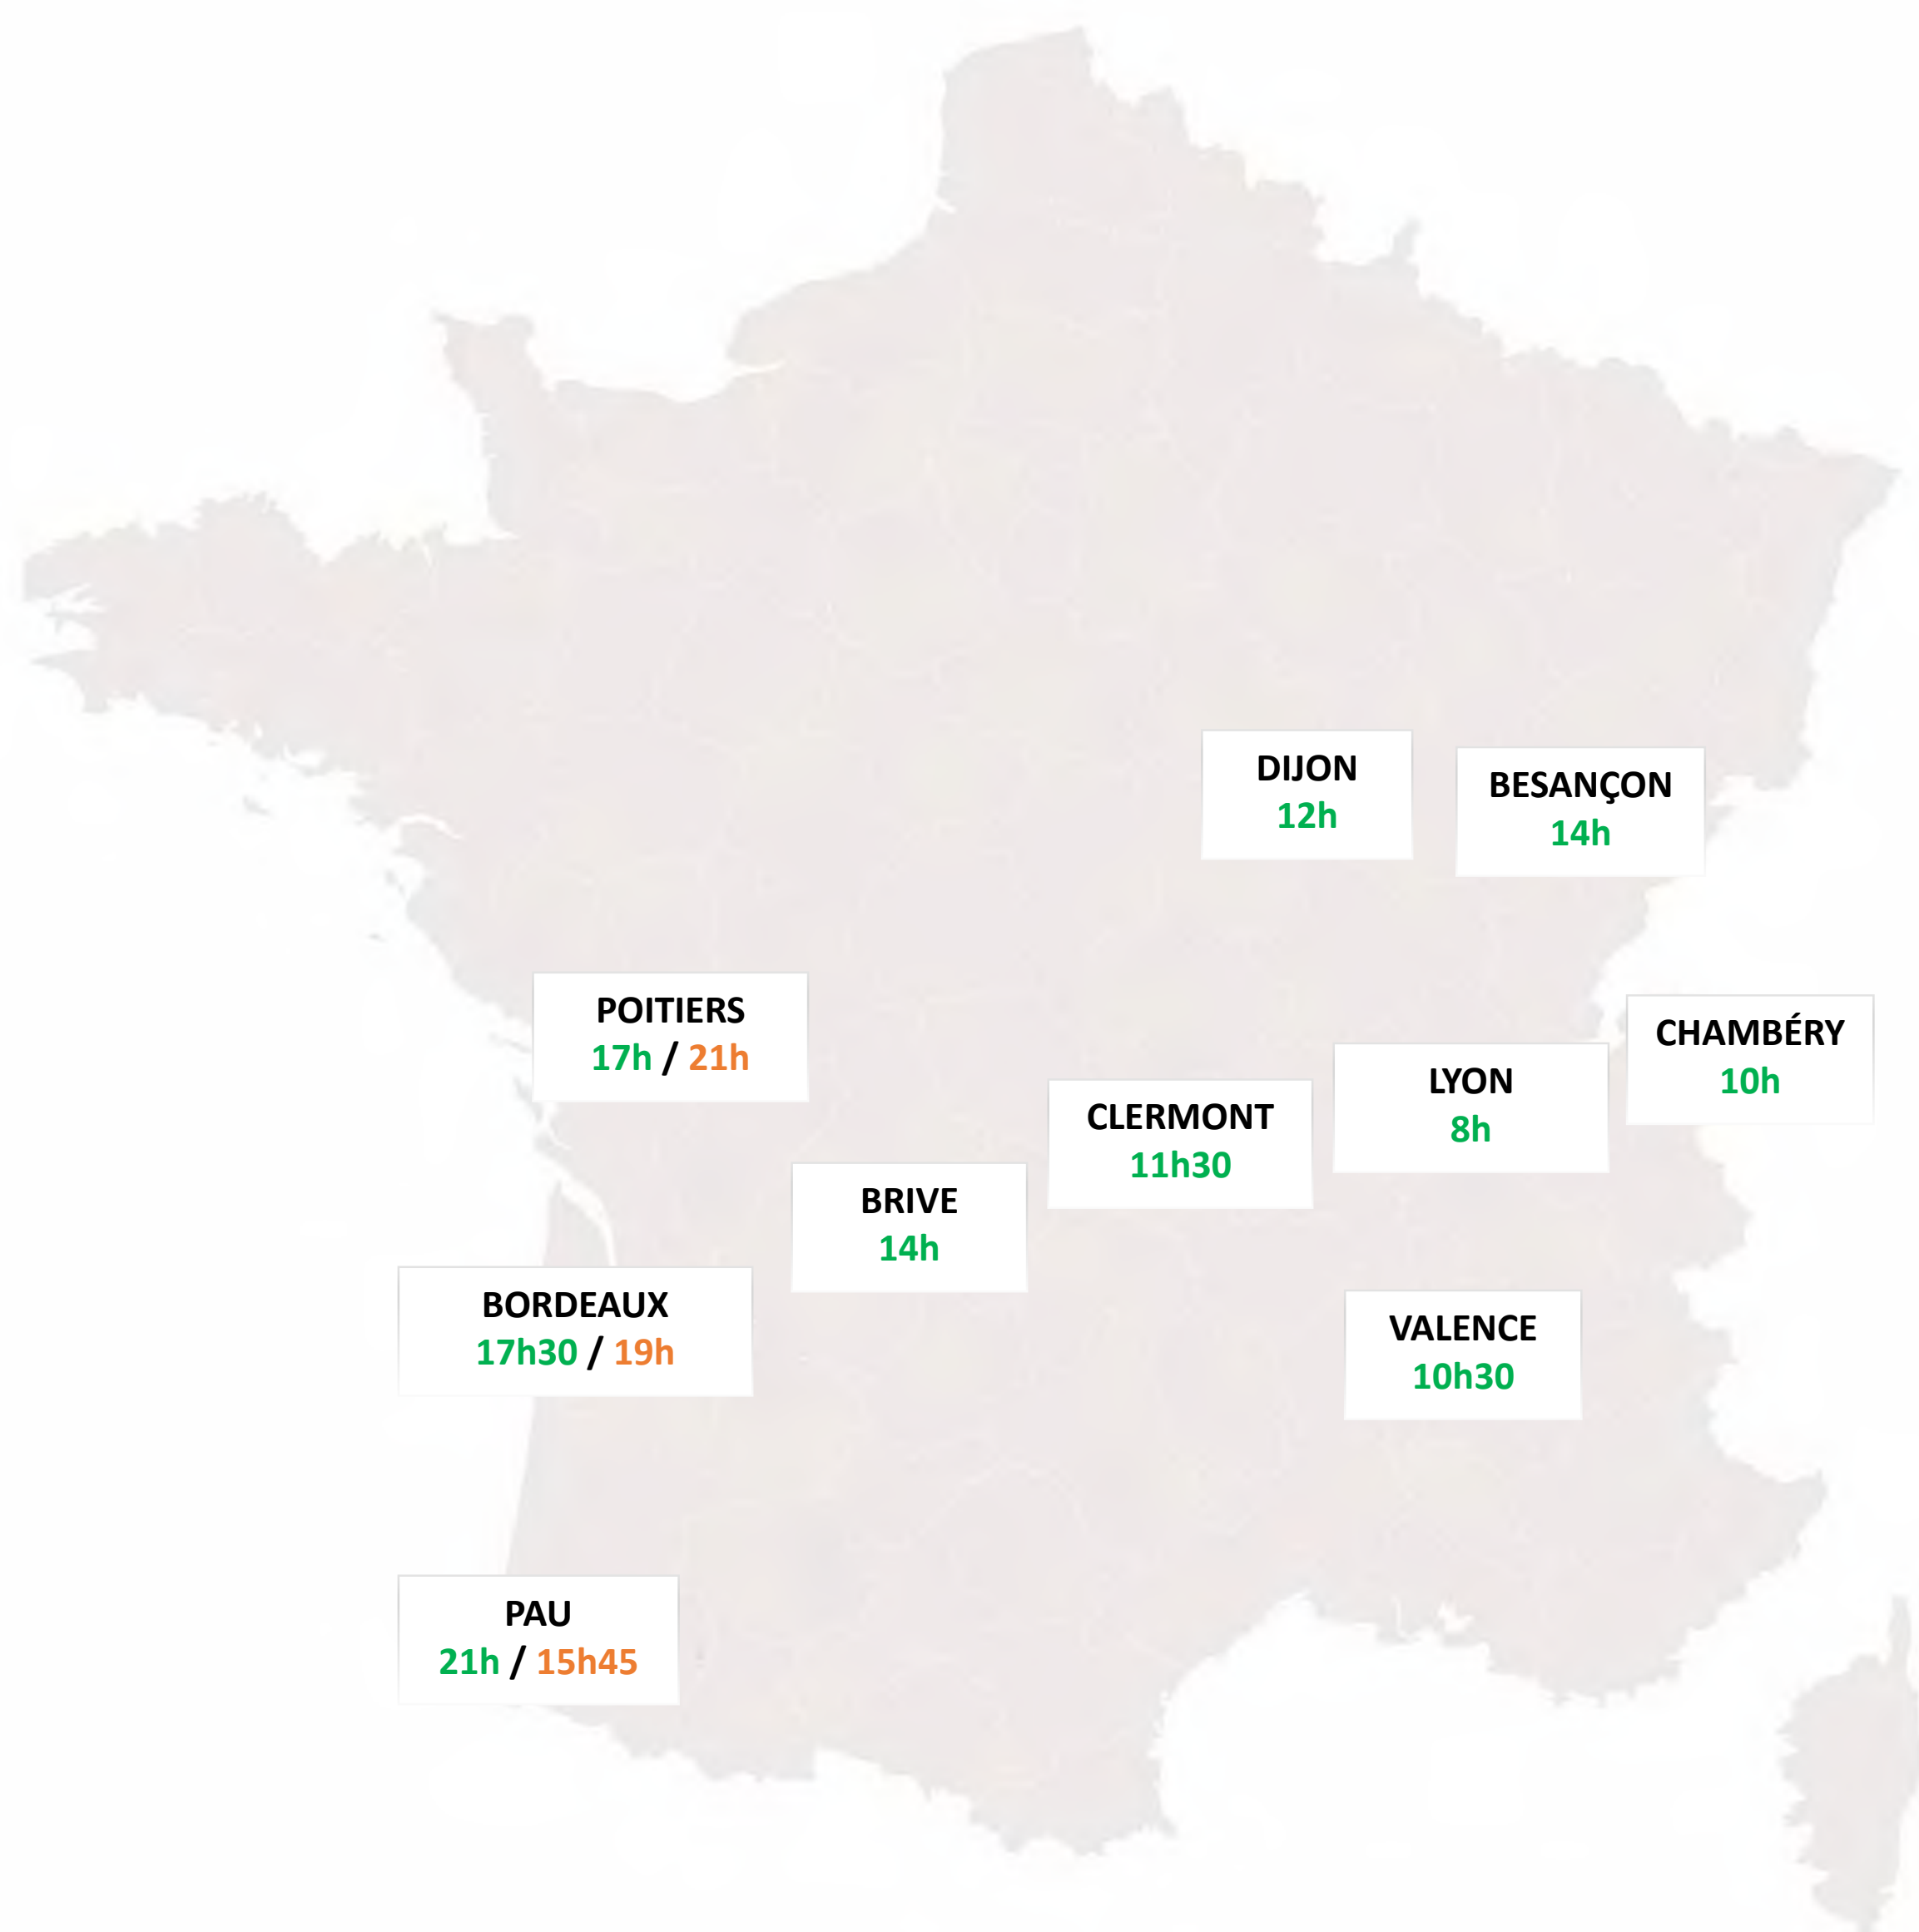 DIJON
12h
BESANÇON
14h
POITIERS
17h / 21h
CHAMBÉRY
10h
LYON
8h
CLERMONT
11h30
BRIVE
14h
BORDEAUX
17h30 / 19h
VALENCE
10h30
PAU
21h / 15h45